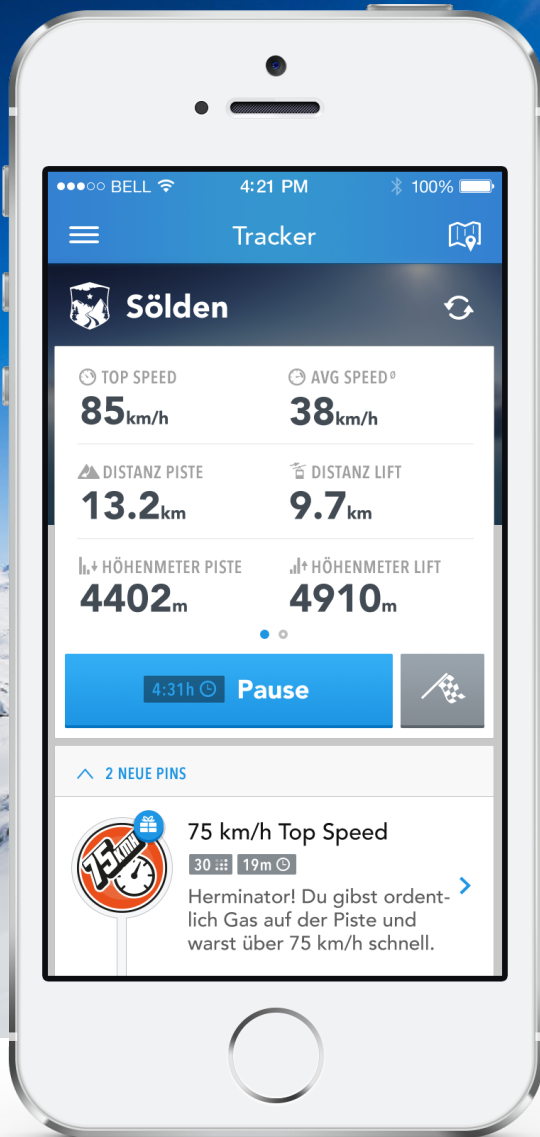 ●●●○○ BELL 4:21 PM 100%
Tracker
Sölden
TOP SPEED AVG SPEED ø
85km/h 38km/h
DISTANZ PISTE DISTANZ LIFT
13.2km 9.7km
HÖHENMETER PISTE HÖHENMETER LIFT
4402m 4910m
4:31h Pause
2 NEUE PINS
75 KMH
75 km/h Top Speed
30 19m
Herminator! Du gibst ordent-
lich Gas auf der Piste und
warst über 75 km/h schnell.